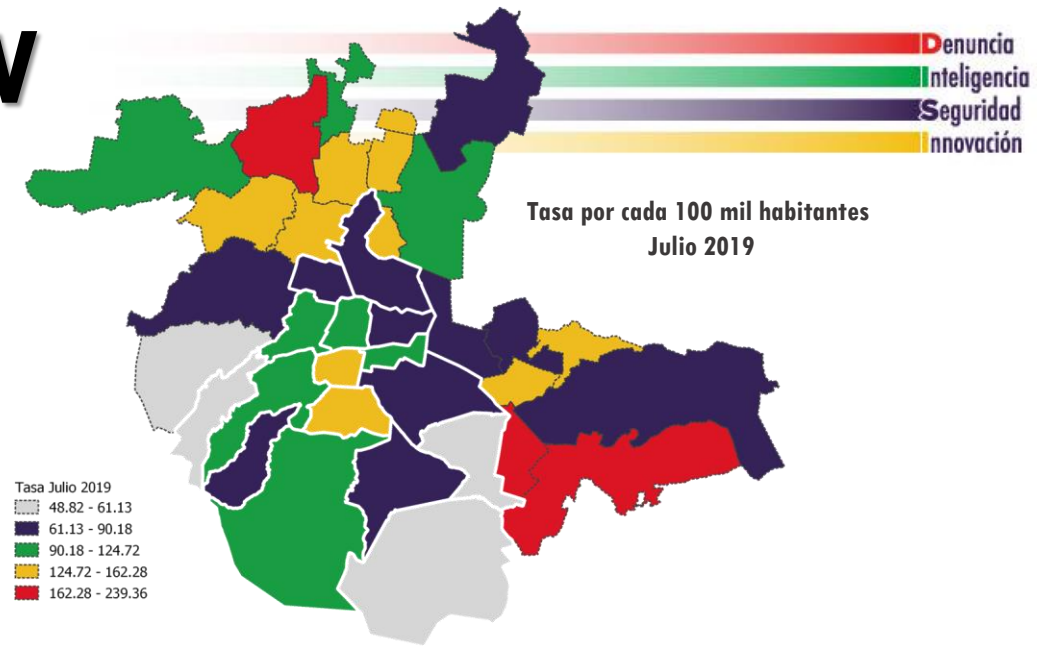 Denuncia
Inteligencia
Seguridad
Innovación
Tasa por cada 100 mil habitantes
Julio 2019
Tasa Julio 2019
48.82 - 61.13
61.13 - 90.18
90.18 - 124.72
124.72 - 162.28
162.28 - 239.36